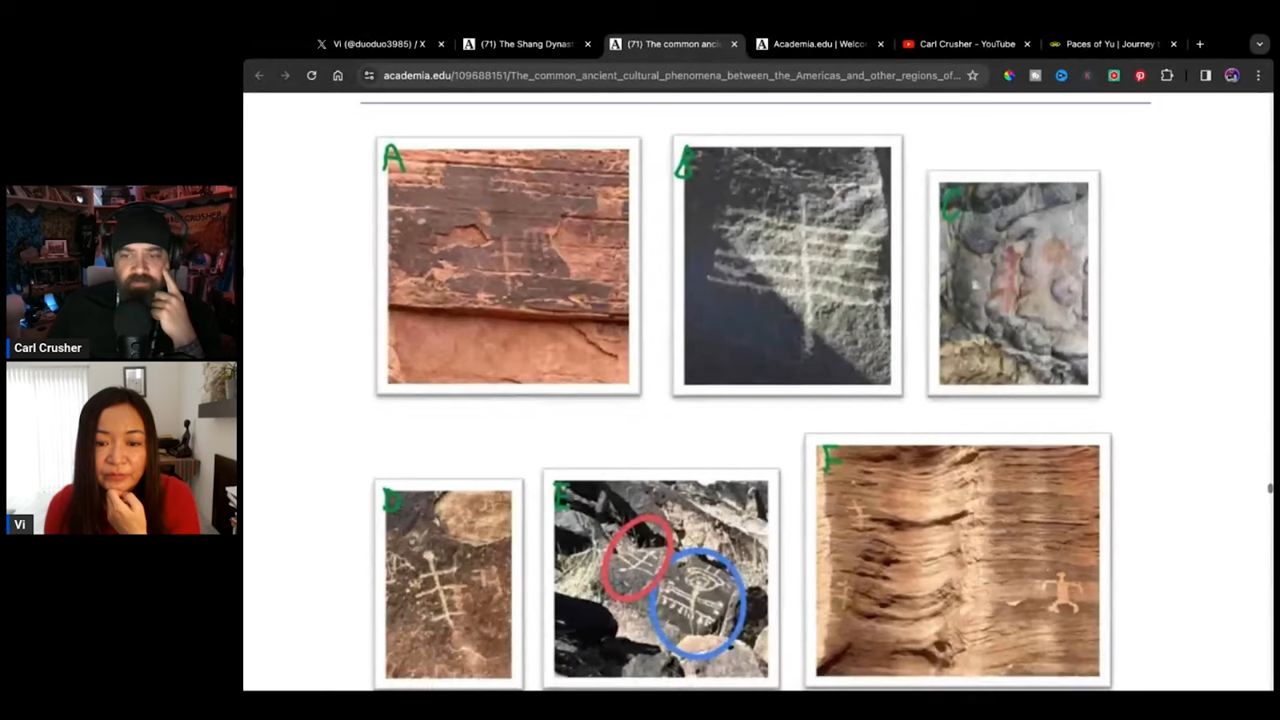 Vi (@duoduo3985) / X
(71) The Shang Dynast
(71) The common anci
Academia.edu | Welco
Carl Crusher - YouTube
Paces of Yu | Journey t
academia.edu/109688151/The_common_ancient_cultural_phenomena_between_the_Americas_and_other_regions_of...
A
B
C
Carl Crusher
D
E
F
Vi